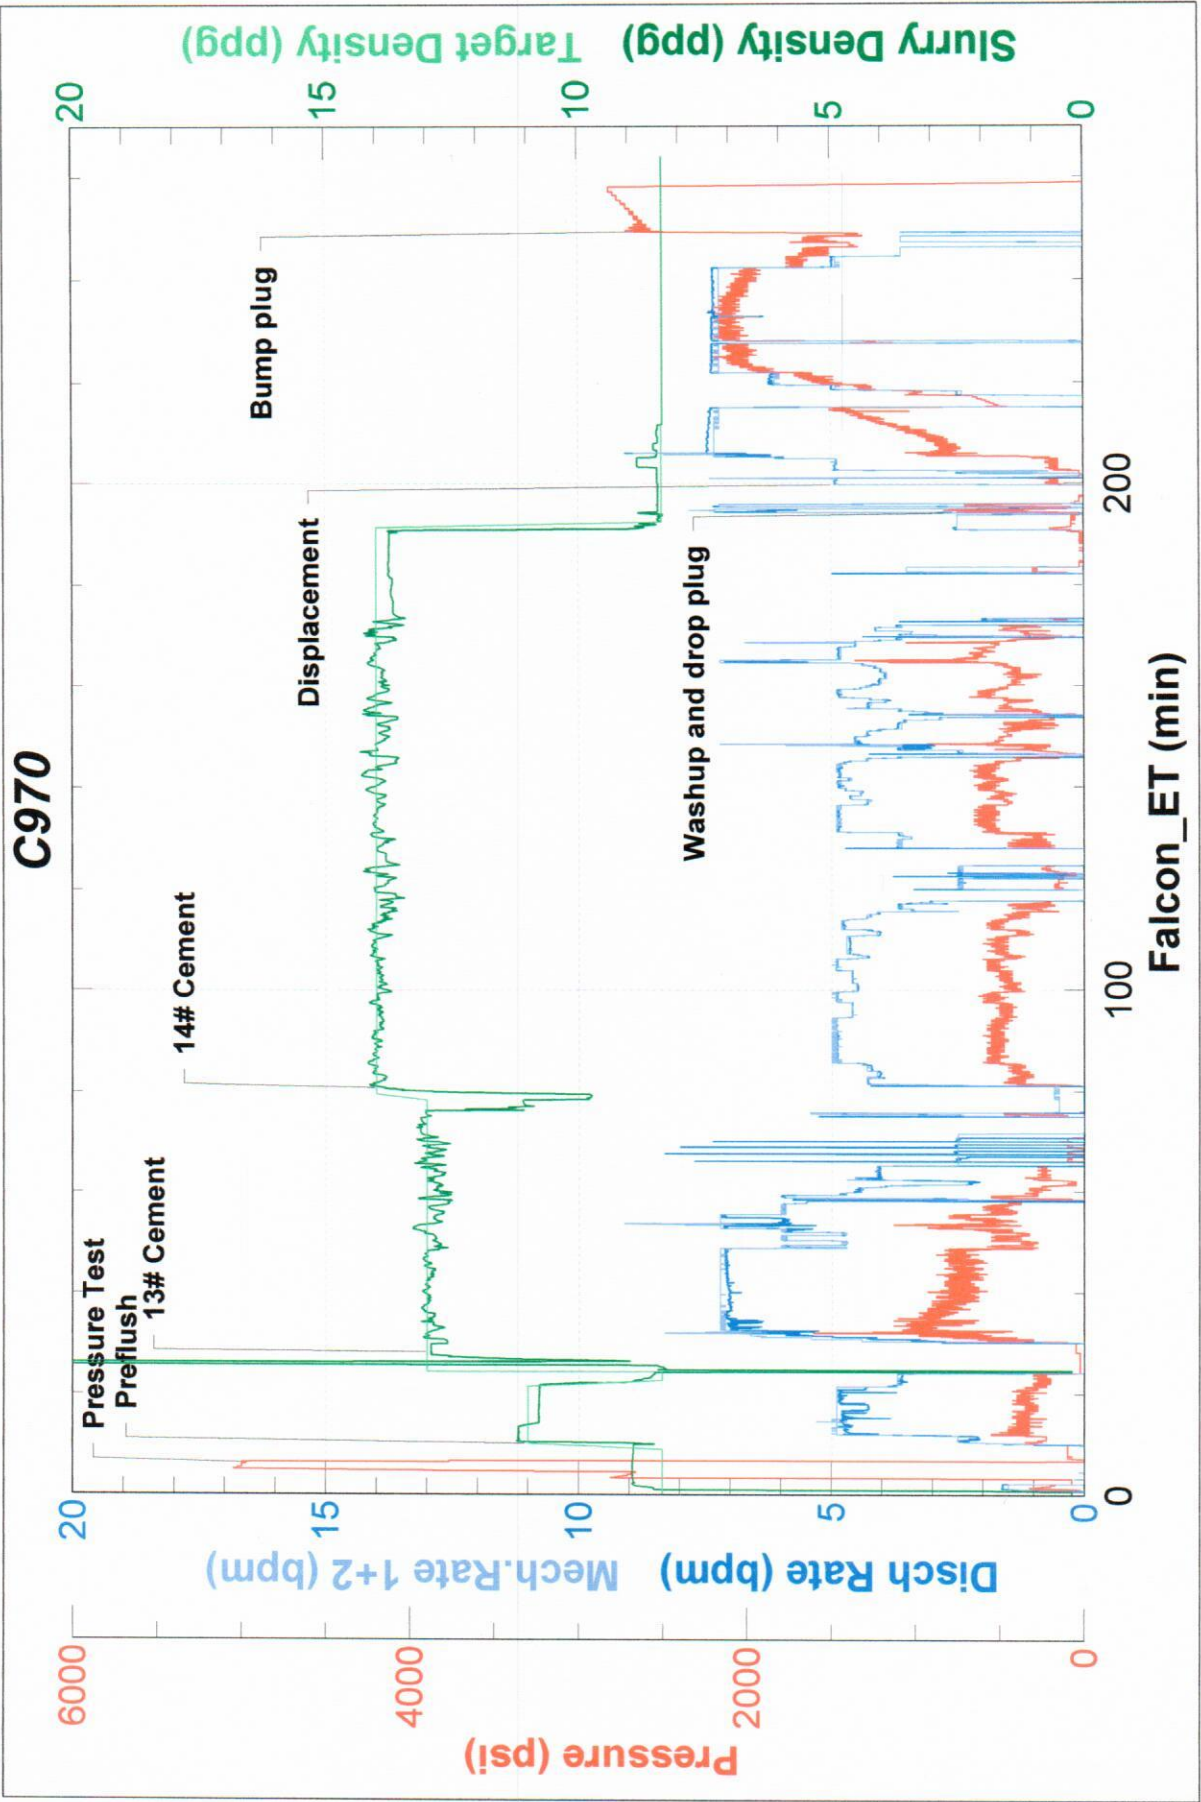 C970
Pressure Test
Preflush
13# Cement
14# Cement
Displacement
Washup and drop plug
Bump plug
Pressure (psi)
6000
4000
2000
0
Mech.Rate 1+2 (bpm)
Disch Rate (bpm)
20
15
10
5
0
Target Density (ppg)
Slurry Density (ppg)
20
15
10
5
0
0
100
200
Falcon_ET (min)